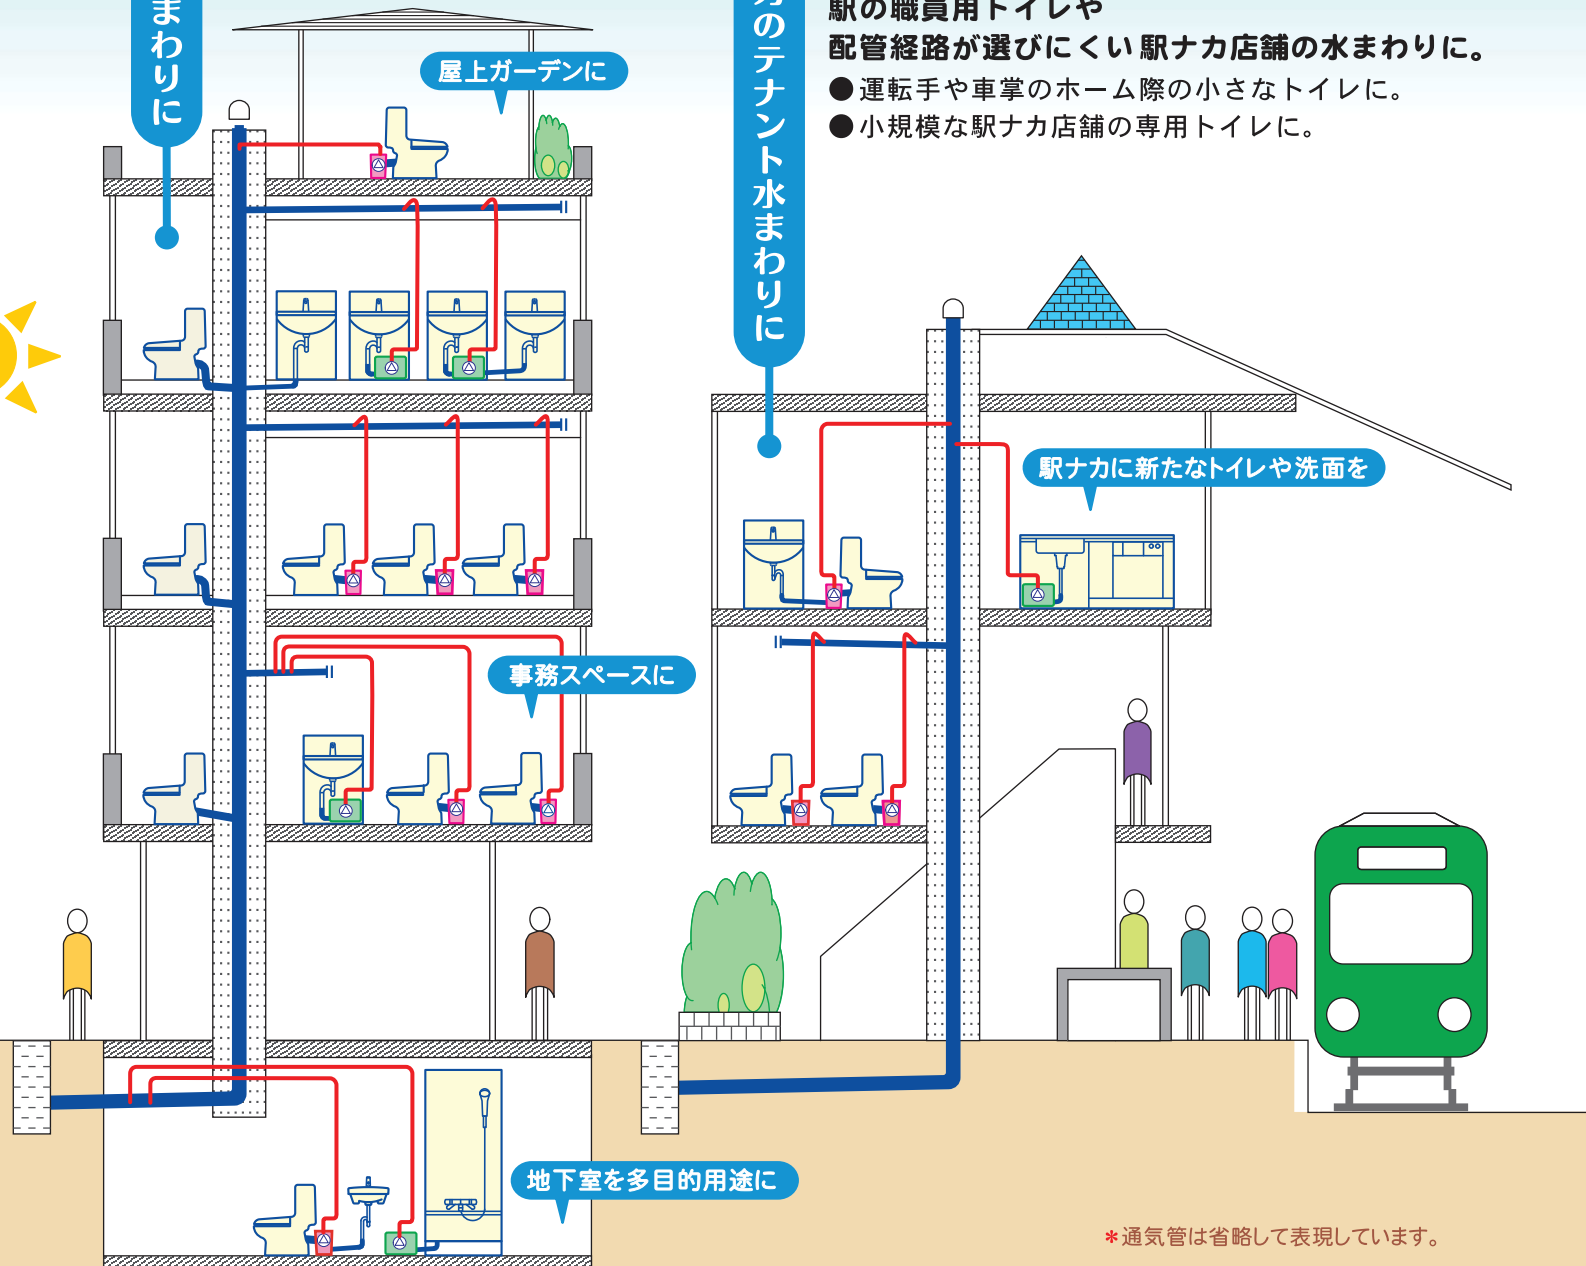 まわりに
屋上ガーデンに
のテナント水まわりに
駅の職員用トイレや
配管経路が選びにくい駅ナカ店舗の水まわりに。
●運転手や車掌のホーム際の小さなトイレに。
●小規模な駅ナカ店舗の専用トイレに。
駅ナカに新たなトイレや洗面を
事務スペースに
地下室を多目的用途に
＊通気管は省略して表現しています。